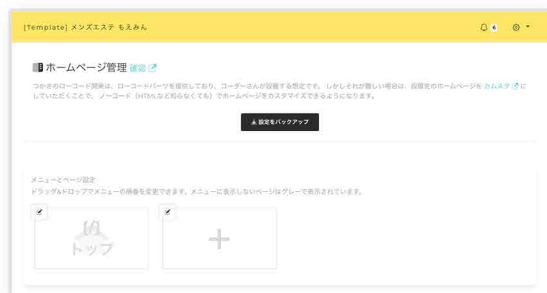 [Template] メンズエステ もえみん
6
ホームページ管理 確認
つかさのローコード開発は、ローコードパーツを提供しており、コーダーさんが設置する想定です。 しかしそれが難しい場合は、設置先のホームページを カムスタ に
していただくことで、 ノーコード（HTMLなど知らなくても）でホームページをカスタマイズできるようになります。
設定をバックアップ
メニューとページ設定
ドラッグ&ドロップでメニューの順番を変更できます。メニューに表示しないページはグレーで表示されています。
トップ